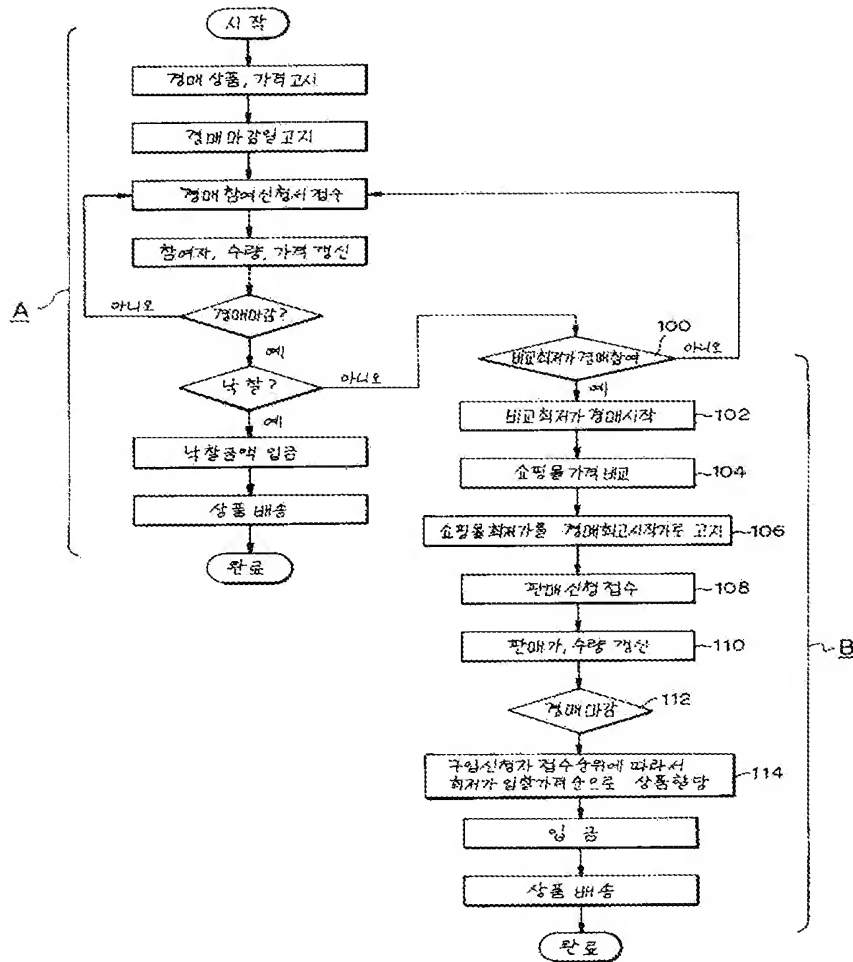 시 작
경매 상품, 가격고시
경매마감일고지
경매 참여신청서 접수
참여자, 수량, 가격 갱신
A
아니오
경매마감?
예
낙 찰?
아니오
예
낙찰금액 입금
상품 배송
완료
100
비교최저가 경매참여
아니오
예
비교최저가 경매시작
102
쇼핑몰가격비교
104
쇼핑몰최저가를 경매최고시작가로 고지
106
판매신청접수
108
판매가, 수량 갱신
110
B
경매마감
112
구입신청자 접수순위에 따라서
최저가 입찰가격순으로 상품할당
114
입 금
상품 배송
완료